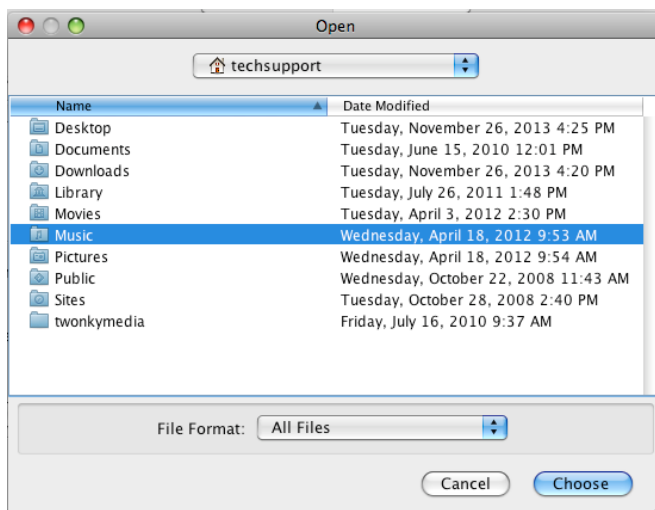 Open
techsupport
Name Date Modified
Desktop Tuesday, November 26, 2013 4:25 PM
Documents Tuesday, June 15, 2010 12:01 PM
Downloads Tuesday, November 26, 2013 4:20 PM
Library Tuesday, July 26, 2011 1:48 PM
Movies Tuesday, April 3, 2012 2:30 PM
Music Wednesday, April 18, 2012 9:53 AM
Pictures Wednesday, April 18, 2012 9:54 AM
Public Wednesday, October 22, 2008 11:43 AM
Sites Tuesday, October 28, 2008 2:40 PM
twonkymedia Friday, July 16, 2010 9:37 AM
File Format: All Files
Cancel Choose